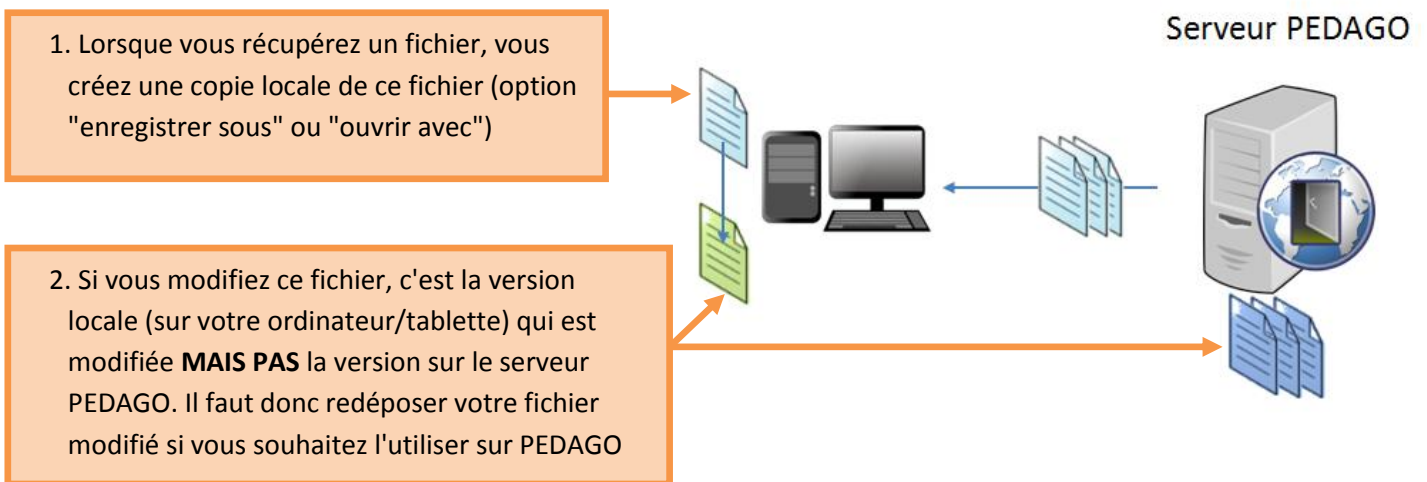 1. Lorsque vous récupérez un fichier, vous
créez une copie locale de ce fichier (option
"enregistrer sous" ou "ouvrir avec")
Serveur PEDAGO
2. Si vous modifiez ce fichier, c'est la version
locale (sur votre ordinateur/tablette) qui est
modifiée MAIS PAS la version sur le serveur
PEDAGO. Il faut donc redéposer votre fichier
modifié si vous souhaitez l'utiliser sur PEDAGO